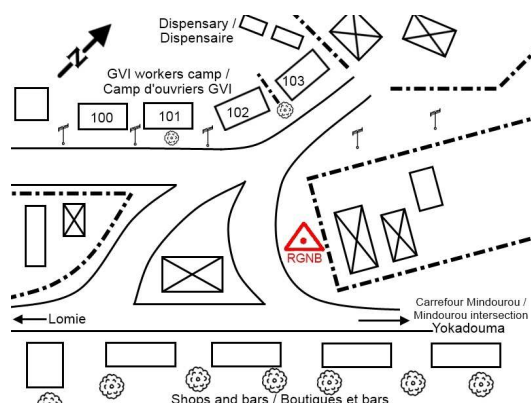 Dispensary /
Dispensaire
N
GVI workers camp /
Camp d'ouvriers GVI
103
100
101
102
RGNB
Carrefour Mindourou /
Mindourou intersection
Lomie
Yokadouma
Shops and bars / Boutiques et bars